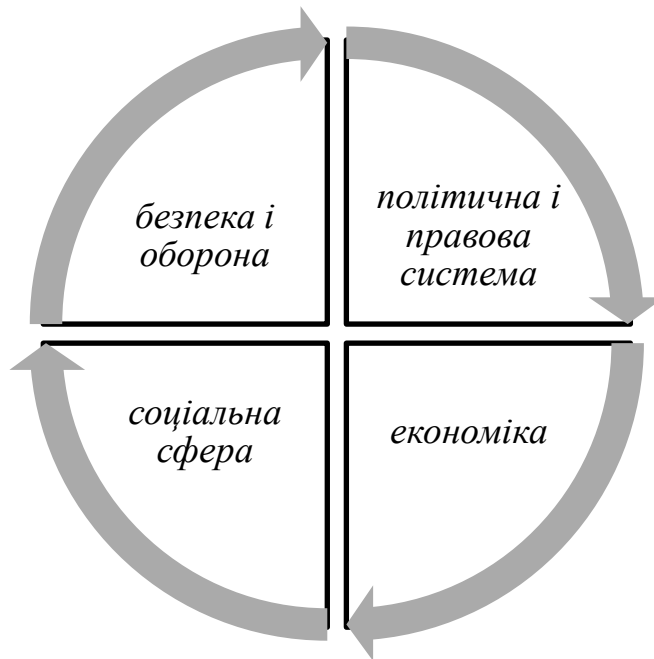 безпека і
оборона
політична і
правова
система
соціальна
сфера
економіка